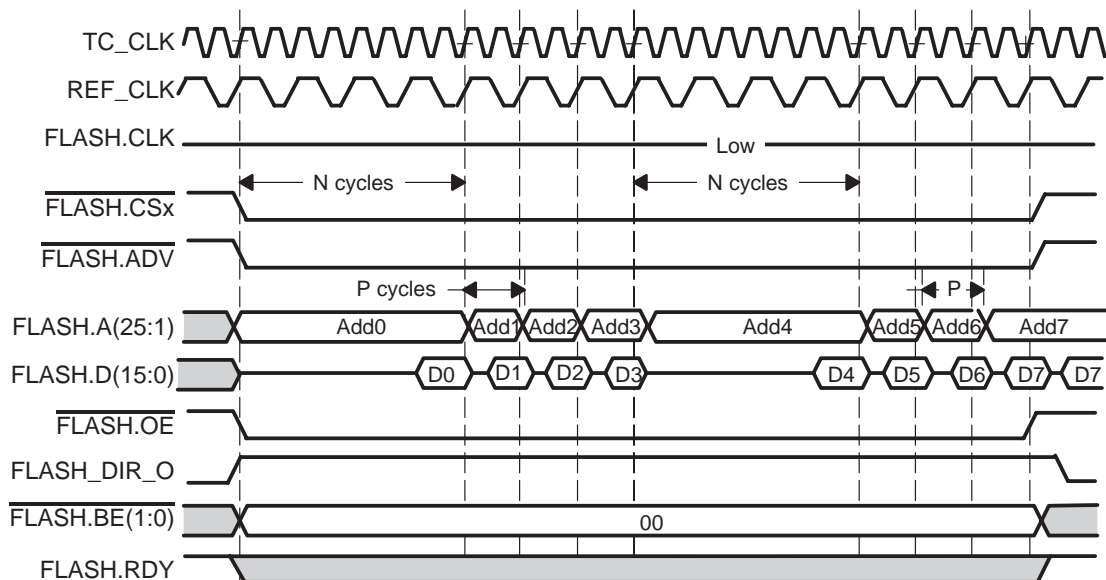 TC_CLK
REF_CLK
FLASH.CLK
Low
N cycles
N cycles
FLASH.CSx
FLASH.ADV
P cycles
P
FLASH.A(25:1)
Add0
Add1
Add2
Add3
Add4
Add5
Add6
Add7
FLASH.D(15:0)
D0
D1
D2
D3
D4
D5
D6
D7
D7
FLASH.OE
FLASH_DIR_O
FLASH.BE(1:0)
00
FLASH.RDY